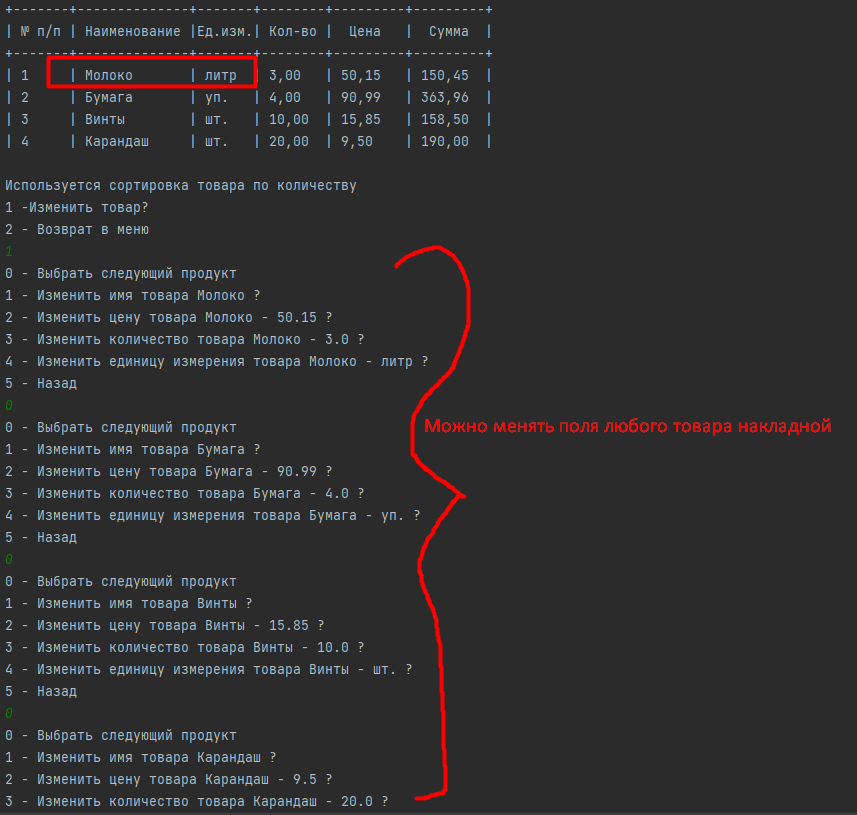 +-------+--------------+-------+--------+---------+---------+
| № п/п | Наименование |Ед.изм.| Кол-во | Цена | Сумма |
+-------+--------------+-------+--------+---------+---------+
| 1 | Молоко | литр | 3,00 | 50,15 | 150,45 |
| 2 | Бумага | уп. | 4,00 | 90,99 | 363,96 |
| 3 | Винты | шт. | 10,00 | 15,85 | 158,50 |
| 4 | Карандаш | шт. | 20,00 | 9,50 | 190,00 |
Используется сортировка товара по количеству
1 -Изменить товар?
2 - Возврат в меню
1
0 - Выбрать следующий продукт
1 - Изменить имя товара Молоко ?
2 - Изменить цену товара Молоко - 50.15 ?
3 - Изменить количество товара Молоко - 3.0 ?
4 - Изменить единицу измерения товара Молоко - литр ?
5 - Назад
0
0 - Выбрать следующий продукт
Можно менять поля любого товара накладной
1 - Изменить имя товара Бумага ?
2 - Изменить цену товара Бумага - 90.99 ?
3 - Изменить количество товара Бумага - 4.0 ?
4 - Изменить единицу измерения товара Бумага - уп. ?
5 - Назад
0
0 - Выбрать следующий продукт
1 - Изменить имя товара Винты ?
2 - Изменить цену товара Винты - 15.85 ?
3 - Изменить количество товара Винты - 10.0 ?
4 - Изменить единицу измерения товара Винты - шт. ?
5 - Назад
0
0 - Выбрать следующий продукт
1 - Изменить имя товара Карандаш ?
2 - Изменить цену товара Карандаш - 9.5 ?
3 - Изменить количество товара Карандаш - 20.0 ?